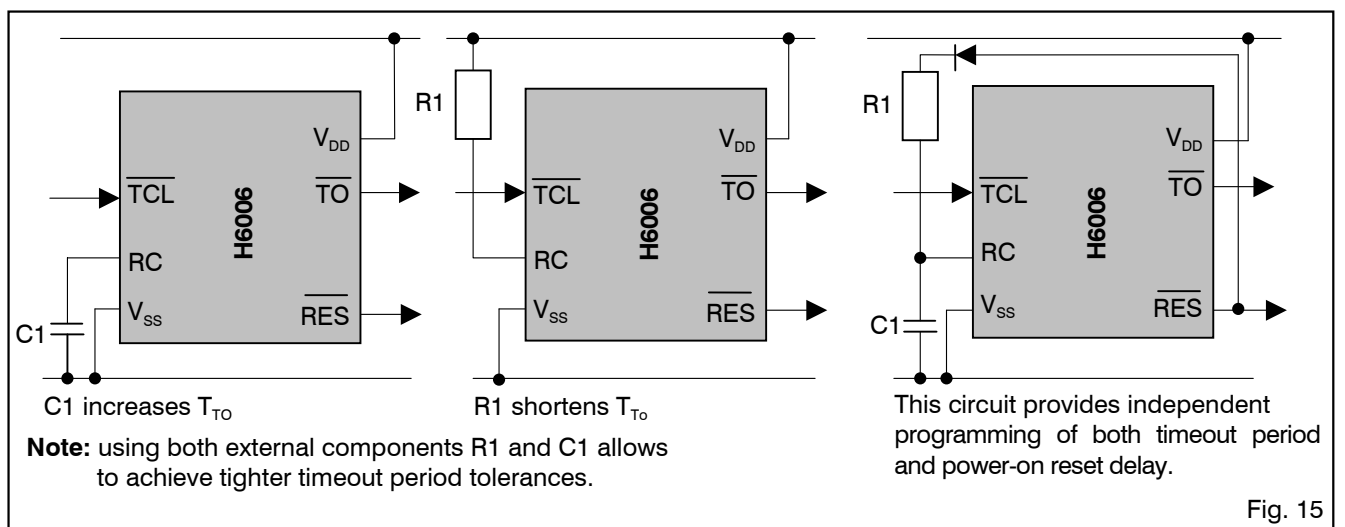 V_DD
TCL
TO
H6006
RC
V_SS
RES
C1
C1 increases T_TO
R1
V_DD
TCL
TO
H6006
RC
V_SS
RES
R1 shortens T_To
Note: using both external components R1 and C1 allows
to achieve tighter timeout period tolerances.
R1
V_DD
TCL
TO
H6006
RC
V_SS
RES
C1
This circuit provides independent
programming of both timeout period
and power-on reset delay.
Fig. 15